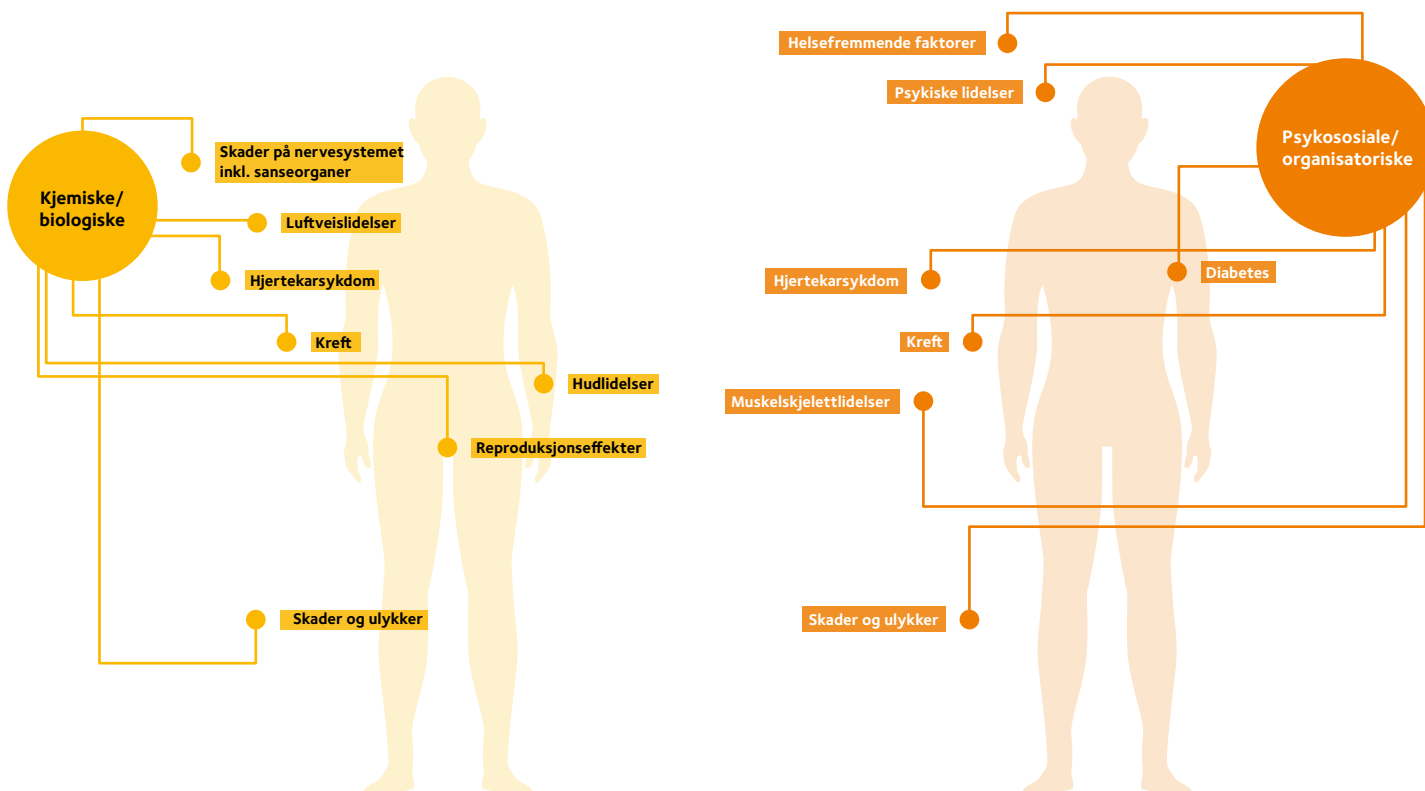 Kjemiske/
biologiske
Skader på nervesystemet
inkl. sanseorganer
Luftveislidelser
Hjertekarsykdom
Kreft
Hudlidelser
Reproduksjonseffekter
Skader og ulykker
Psykososiale/
organisatoriske
Helsefremmende faktorer
Psykiske lidelser
Diabetes
Hjertekarsykdom
Kreft
Muskelskjelettlidelser
Skader og ulykker